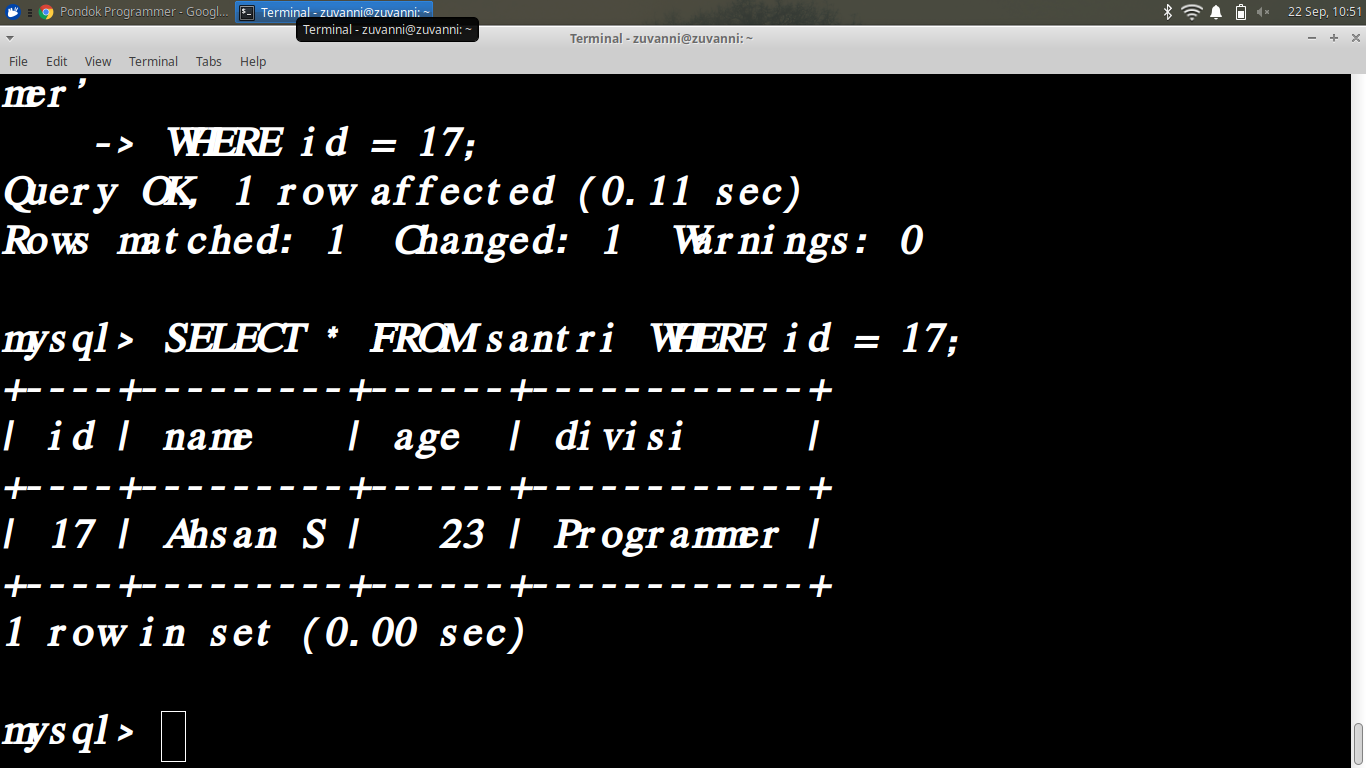 Pondok Programmer - Googl...
Terminal - zuvanni@zuvanni: ~
22 Sep, 10:51
Terminal - zuvanni@zuvanni: ~
Terminal - zuvanni@zuvanni: ~
File Edit View Terminal Tabs Help
mer'
    -> WHERE id = 17;
Query OK, 1 row affected (0.11 sec)
Rows matched: 1  Changed: 1  Warnings: 0
mysql> SELECT * FROM santri WHERE id = 17;
+----+---------+------+------------+
| id | name    | age  | divisi     |
+----+---------+------+------------+
| 17 | Ahsan S |   23 | Programmer |
+----+---------+------+------------+
1 row in set (0.00 sec)
mysql>